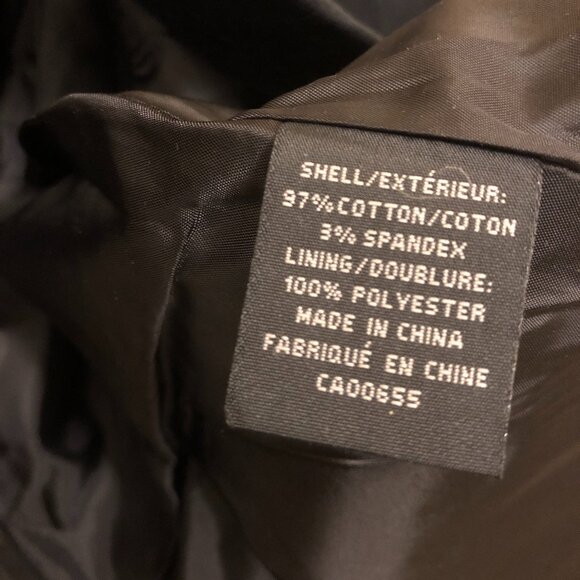 SHELL/EXTÉRIEUR:
97% COTTON/COTON
3% SPANDEX
LINING/DOUBLURE:
100% POLYESTER
MADE IN CHINA
FABRIQUÉ EN CHINE
CA00655